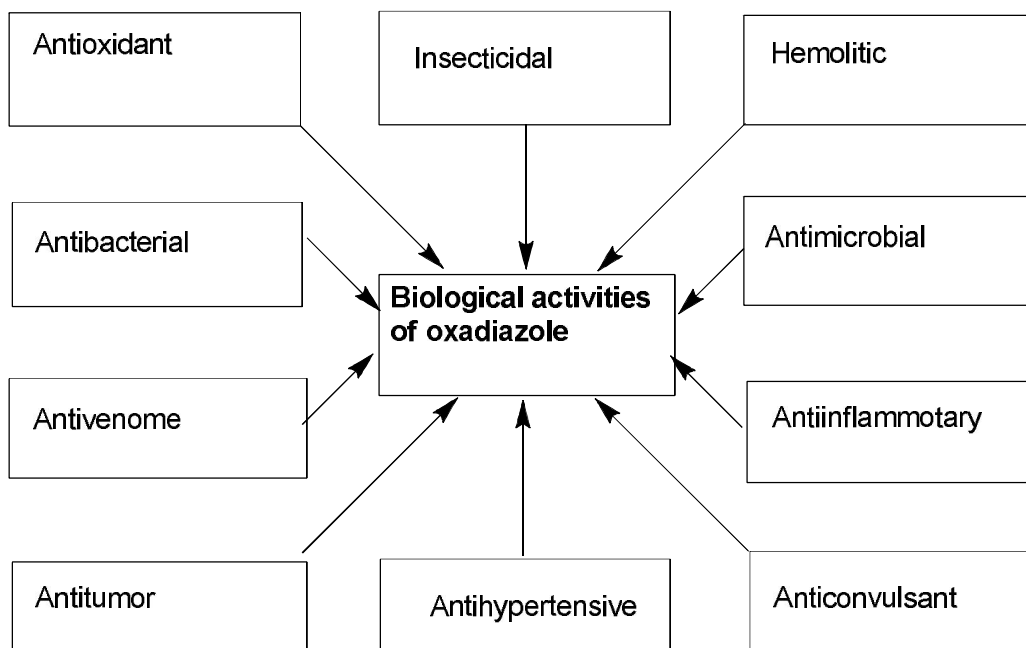 Antioxidant
Insecticidal
Hemolitic
Antibacterial
Antimicrobial
Biological activities
of oxadiazole
Antivenome
Antiinflammotary
Antitumor
Antihypertensive
Anticonvulsant